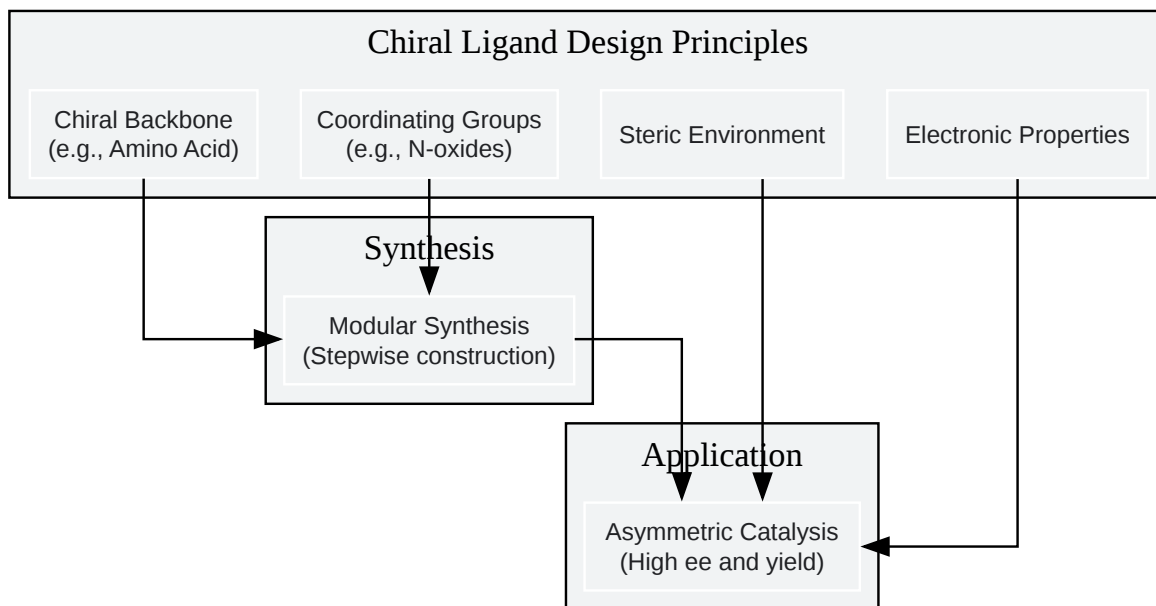 Chiral Ligand Design Principles
Chiral Backbone
(e.g., Amino Acid)
Coordinating Groups
(e.g., N-oxides)
Steric Environment
Electronic Properties
Synthesis
Modular Synthesis
(Stepwise construction)
Application
Asymmetric Catalysis
(High ee and yield)